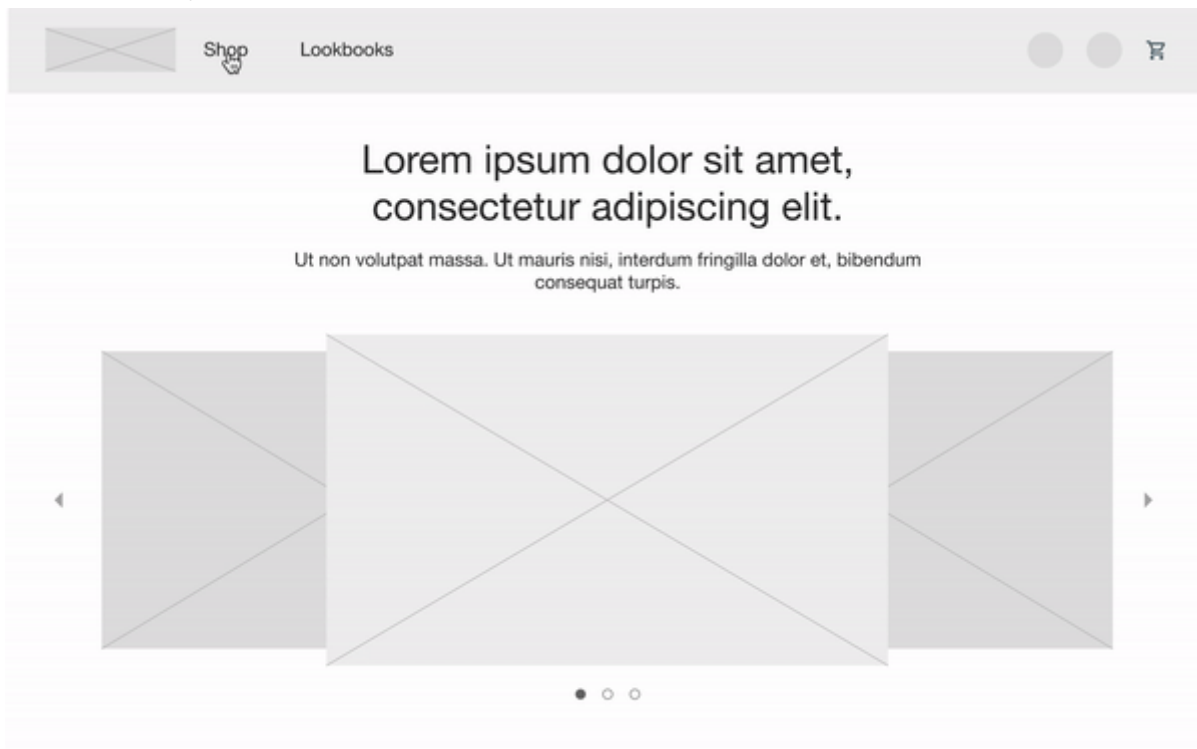 Shop Lookbooks
Lorem ipsum dolor sit amet,
consectetur adipiscing elit.
Ut non volutpat massa. Ut mauris nisi, interdum fringilla dolor et, bibendum
consequat turpis.